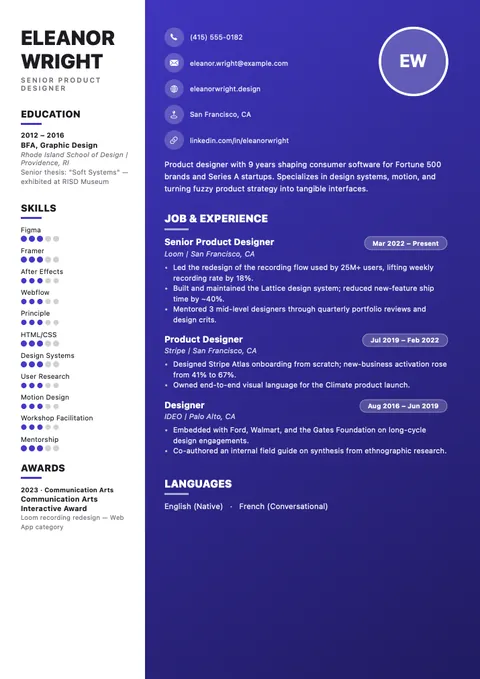 ELEANOR
WRIGHT
SENIOR PRODUCT
DESIGNER
EDUCATION
2012 – 2016
BFA, Graphic Design
Rhode Island School of Design |
Providence, RI
Senior thesis: "Soft Systems" —
exhibited at RISD Museum
SKILLS
Figma
Framer
After Effects
Webflow
Principle
HTML/CSS
Design Systems
User Research
Motion Design
Workshop Facilitation
Mentorship
AWARDS
2023 · Communication Arts
Communication Arts
Interactive Award
Loom recording redesign — Web
App category
(415) 555-0182
eleanor.wright@example.com
eleanorwright.design
San Francisco, CA
linkedin.com/in/eleanorwright
EW
Product designer with 9 years shaping consumer software for Fortune 500
brands and Series A startups. Specializes in design systems, motion, and
turning fuzzy product strategy into tangible interfaces.
JOB & EXPERIENCE
Senior Product Designer
Mar 2022 – Present
Loom | San Francisco, CA
• Led the redesign of the recording flow used by 25M+ users, lifting weekly
recording rate by 18%.
• Built and maintained the Lattice design system; reduced new-feature ship
time by ~40%.
• Mentored 3 mid-level designers through quarterly portfolio reviews and
design crits.
Product Designer
Jul 2019 – Feb 2022
Stripe | San Francisco, CA
• Designed Stripe Atlas onboarding from scratch; new-business activation rose
from 41% to 67%.
• Owned end-to-end visual language for the Climate product launch.
Designer
Aug 2016 – Jun 2019
IDEO | Palo Alto, CA
• Embedded with Ford, Walmart, and the Gates Foundation on long-cycle
design engagements.
• Co-authored an internal field guide on synthesis from ethnographic research.
LANGUAGES
English (Native) · French (Conversational)